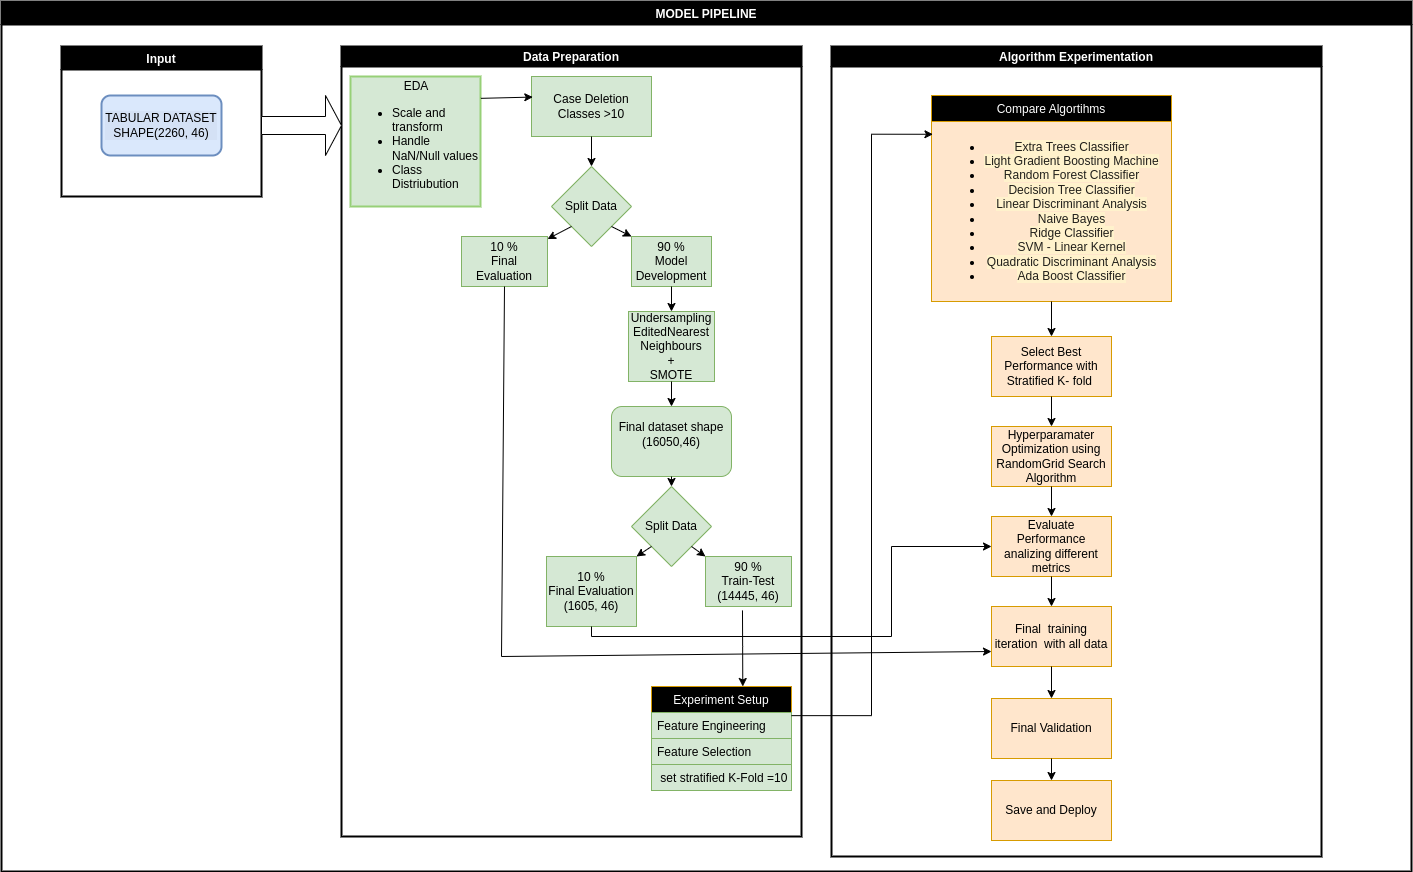 MODEL PIPELINE
Input
TABULAR DATASET
SHAPE(2260, 46)
Data Preparation
EDA
Scale and
transform
Handle
NaN/Null values
Class
Distriubution
Case Deletion
Classes >10
Split Data
10 %
Final
Evaluation
90 %
Model
Development
Undersampling
EditedNearest
Neighbours
+
SMOTE
Final dataset shape
(16050,46)
Split Data
10 %
Final Evaluation
(1605, 46)
90 %
Train-Test
(14445, 46)
Experiment Setup
Feature Engineering
Feature Selection
set stratified K-Fold =10
Algorithm Experimentation
Compare Algortihms
Extra Trees Classifier
Light Gradient Boosting Machine
Random Forest Classifier
Decision Tree Classifier
Linear Discriminant Analysis
Naive Bayes
Ridge Classifier
SVM - Linear Kernel
Quadratic Discriminant Analysis
Ada Boost Classifier
Select Best
Performance with
Stratified K- fold
Hyperparamater
Optimization using
RandomGrid Search
Algorithm
Evaluate
Performance
analizing different
metrics
Final training
iteration with all data
Final Validation
Save and Deploy